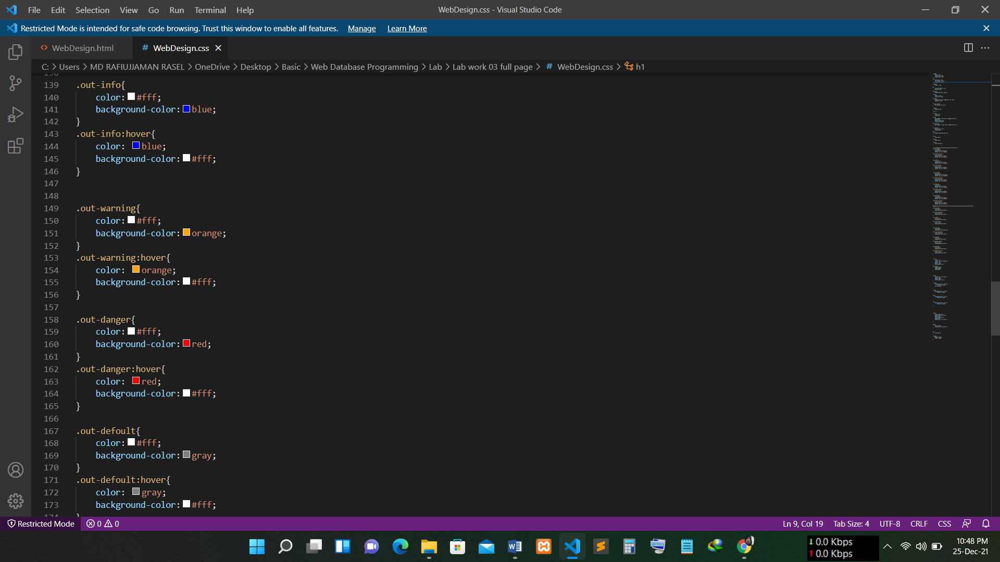 File Edit Selection View Go Run Terminal Help
WebDesign.css - Visual Studio Code
Restricted Mode is intended for safe code browsing. Trust this window to enable all features. Manage Learn More
<> WebDesign.html
# WebDesign.css
C: > Users > MD RAFIUJJAMAN RASEL > OneDrive > Desktop > Basic > Web Database Programming > Lab > Lab work 03 full page > # WebDesign.css > h1
139 .out-info{
140 color: #fff;
141 background-color: blue;
142 }
143 .out-info:hover{
144 color: blue;
145 background-color: #fff;
146 }
147
148
149 .out-warning{
150 color: #fff;
151 background-color: orange;
152 }
153 .out-warning:hover{
154 color: orange;
155 background-color: #fff;
156 }
157
158 .out-danger{
159 color: #fff;
160 background-color: red;
161 }
162 .out-danger:hover{
163 color: red;
164 background-color: #fff;
165 }
166
167 .out-defoult{
168 color: #fff;
169 background-color: gray;
170 }
171 .out-defoult:hover{
172 color: gray;
173 background-color: #fff;
Restricted Mode 0 0
Ln 9, Col 19 Tab Size: 4 UTF-8 CRLF CSS
0.0 Kbps
0.0 Kbps
10:48 PM
25-Dec-21